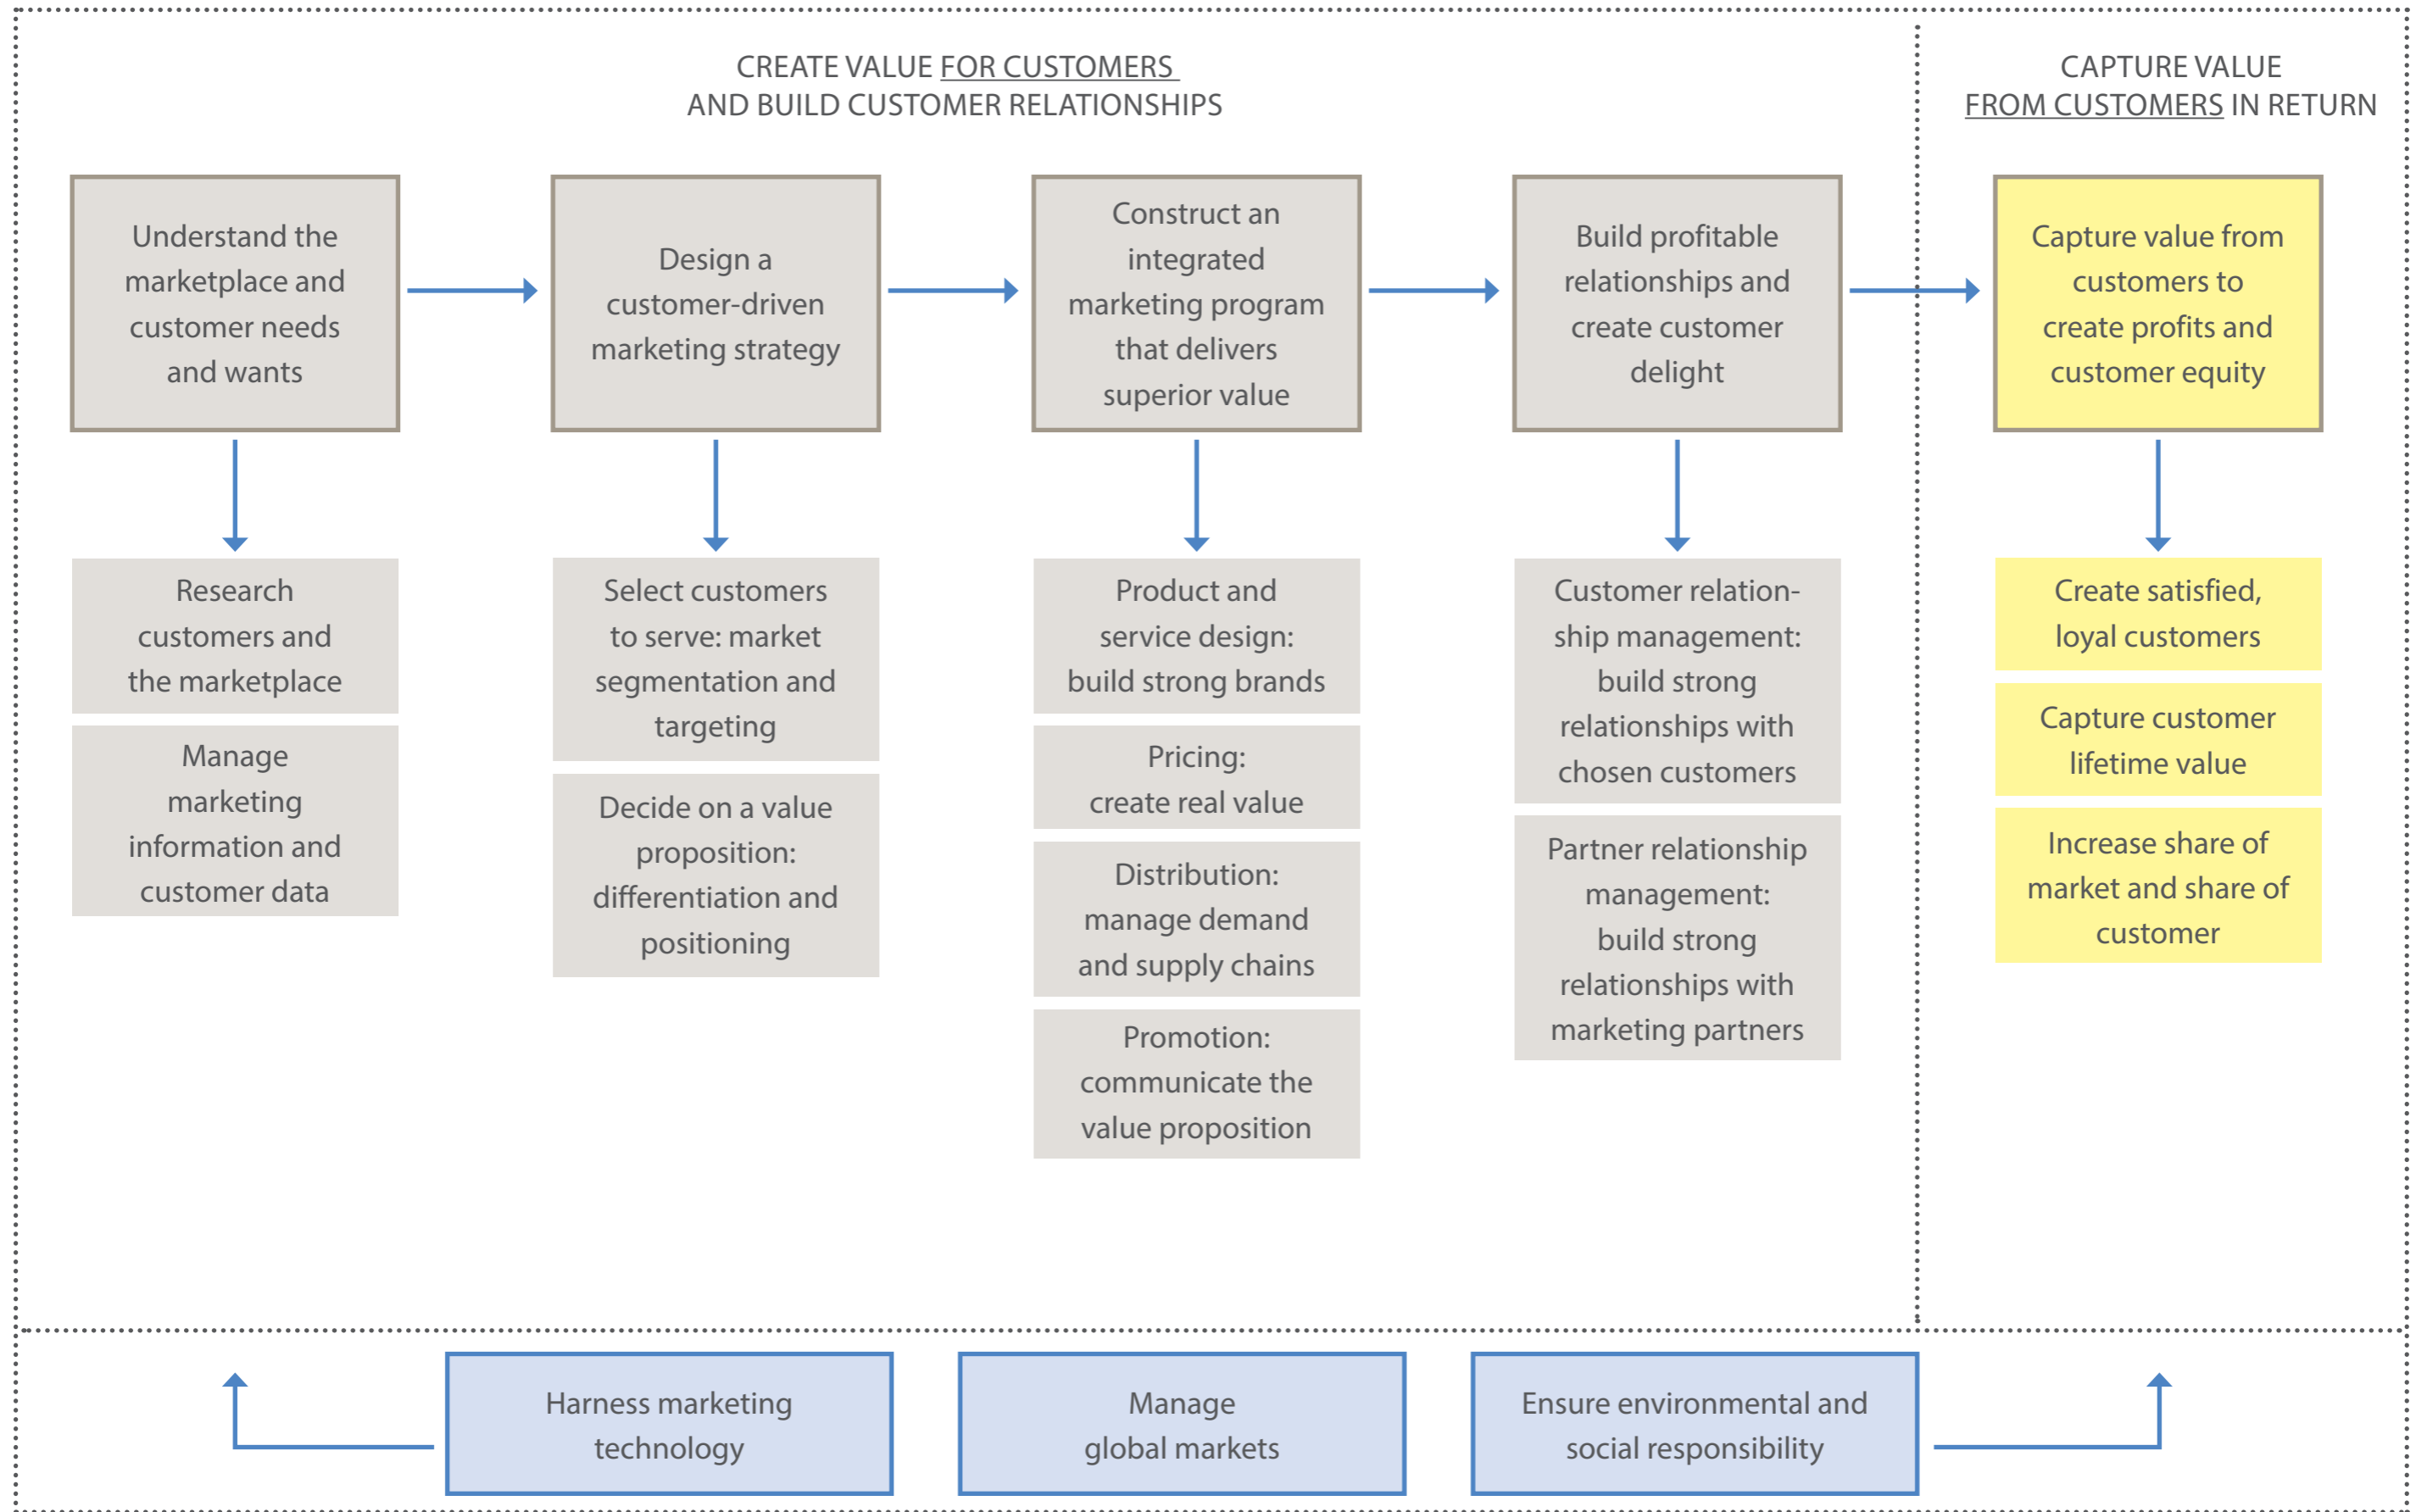 CREATE VALUE FOR CUSTOMERS
AND BUILD CUSTOMER RELATIONSHIPS
CAPTURE VALUE
FROM CUSTOMERS IN RETURN
Understand the
marketplace and
customer needs
and wants
Design a
customer-driven
marketing strategy
Construct an
integrated
marketing program
that delivers
superior value
Build profitable
relationships and
create customer
delight
Capture value from
customers to
create profits and
customer equity
Research
customers and
the marketplace
Manage
marketing
information and
customer data
Select customers
to serve: market
segmentation and
targeting
Decide on a value
proposition:
differentiation and
positioning
Product and
service design:
build strong brands
Pricing:
create real value
Distribution:
manage demand
and supply chains
Promotion:
communicate the
value proposition
Customer relation-
ship management:
build strong
relationships with
chosen customers
Partner relationship
management:
build strong
relationships with
marketing partners
Create satisfied,
loyal customers
Capture customer
lifetime value
Increase share of
market and share of
customer
Harness marketing
technology
Manage
global markets
Ensure environmental and
social responsibility